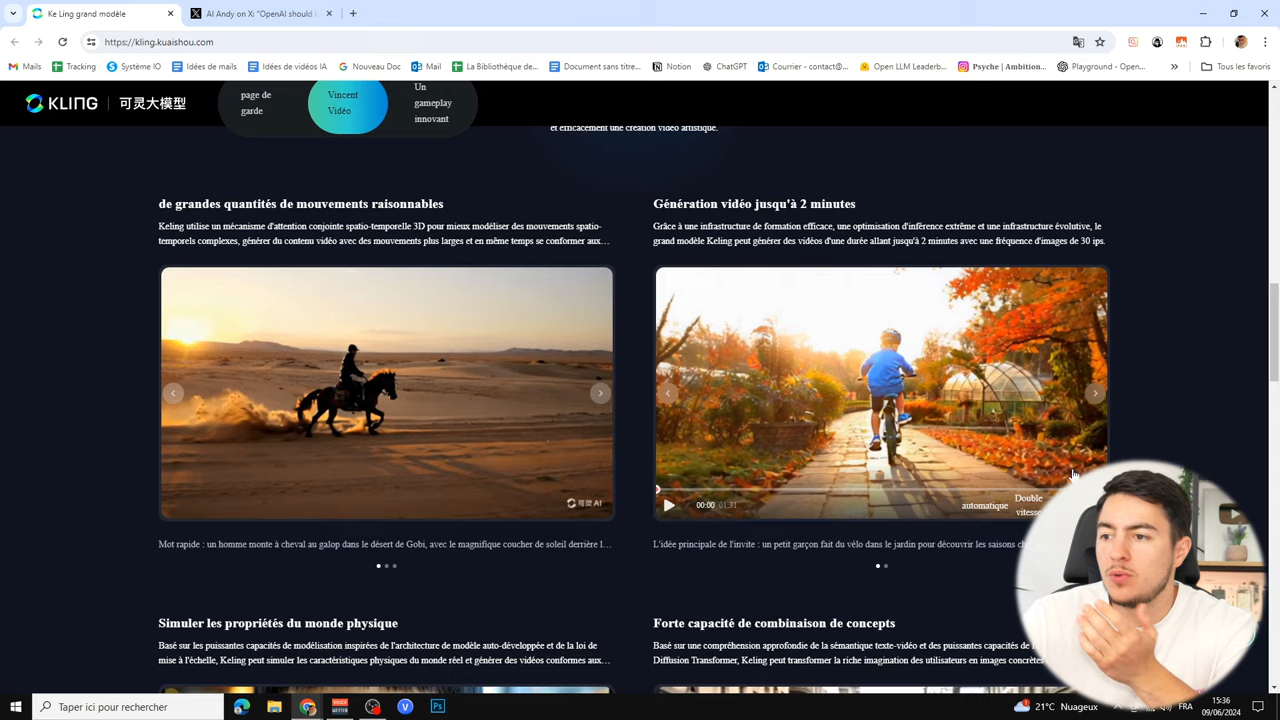 Ke Ling grand modèle
AI Andy on X: "OpenAI should
https://kling.kuaishou.com
Mails
Tracking
Système IO
Idées de mails
Idées de vidéos IA
Nouveau Doc
Mail
La Bibliothèque de...
Document sans titre...
Notion
ChatGPT
Courrier - contact@...
Open LLM Leaderb...
Psyche | Ambition...
Playground - Open...
»
Tous les favoris
KLING 可灵大模型
page de
garde
Vincent
Vidéo
Un
gameplay
innovant
et efficacement une création vidéo artistique.
de grandes quantités de mouvements raisonnables
Keling utilise un mécanisme d'attention conjointe spatio-temporelle 3D pour mieux modéliser des mouvements spatio-
temporels complexes, générer du contenu vidéo avec des mouvements plus larges et en même temps se conformer aux...
可灵 AI
Mot rapide : un homme monte à cheval au galop dans le désert de Gobi, avec le magnifique coucher de soleil derrière l...
Génération vidéo jusqu'à 2 minutes
Grâce à une infrastructure de formation efficace, une optimisation d'inférence extrême et une infrastructure évolutive, le
grand modèle Keling peut générer des vidéos d'une durée allant jusqu'à 2 minutes avec une fréquence d'images de 30 ips.
00:00 01:31
automatique
Double
vitesse
L'idée principale de l'invite : un petit garçon fait du vélo dans le jardin pour découvrir les saisons
Simuler les propriétés du monde physique
Basé sur les puissantes capacités de modélisation inspirées de l'architecture de modèle auto-développée et de la loi de
mise à l'échelle, Keling peut simuler les caractéristiques physiques du monde réel et générer des vidéos conformes aux...
Forte capacité de combinaison de concepts
Basé sur une compréhension approfondie de la sémantique texte-vidéo et des puissantes capacités de
Diffusion Transformer, Keling peut transformer la riche imagination des utilisateurs en images concrètes
Taper ici pour rechercher
21°C Nuageux
FRA
15:36
09/06/2024